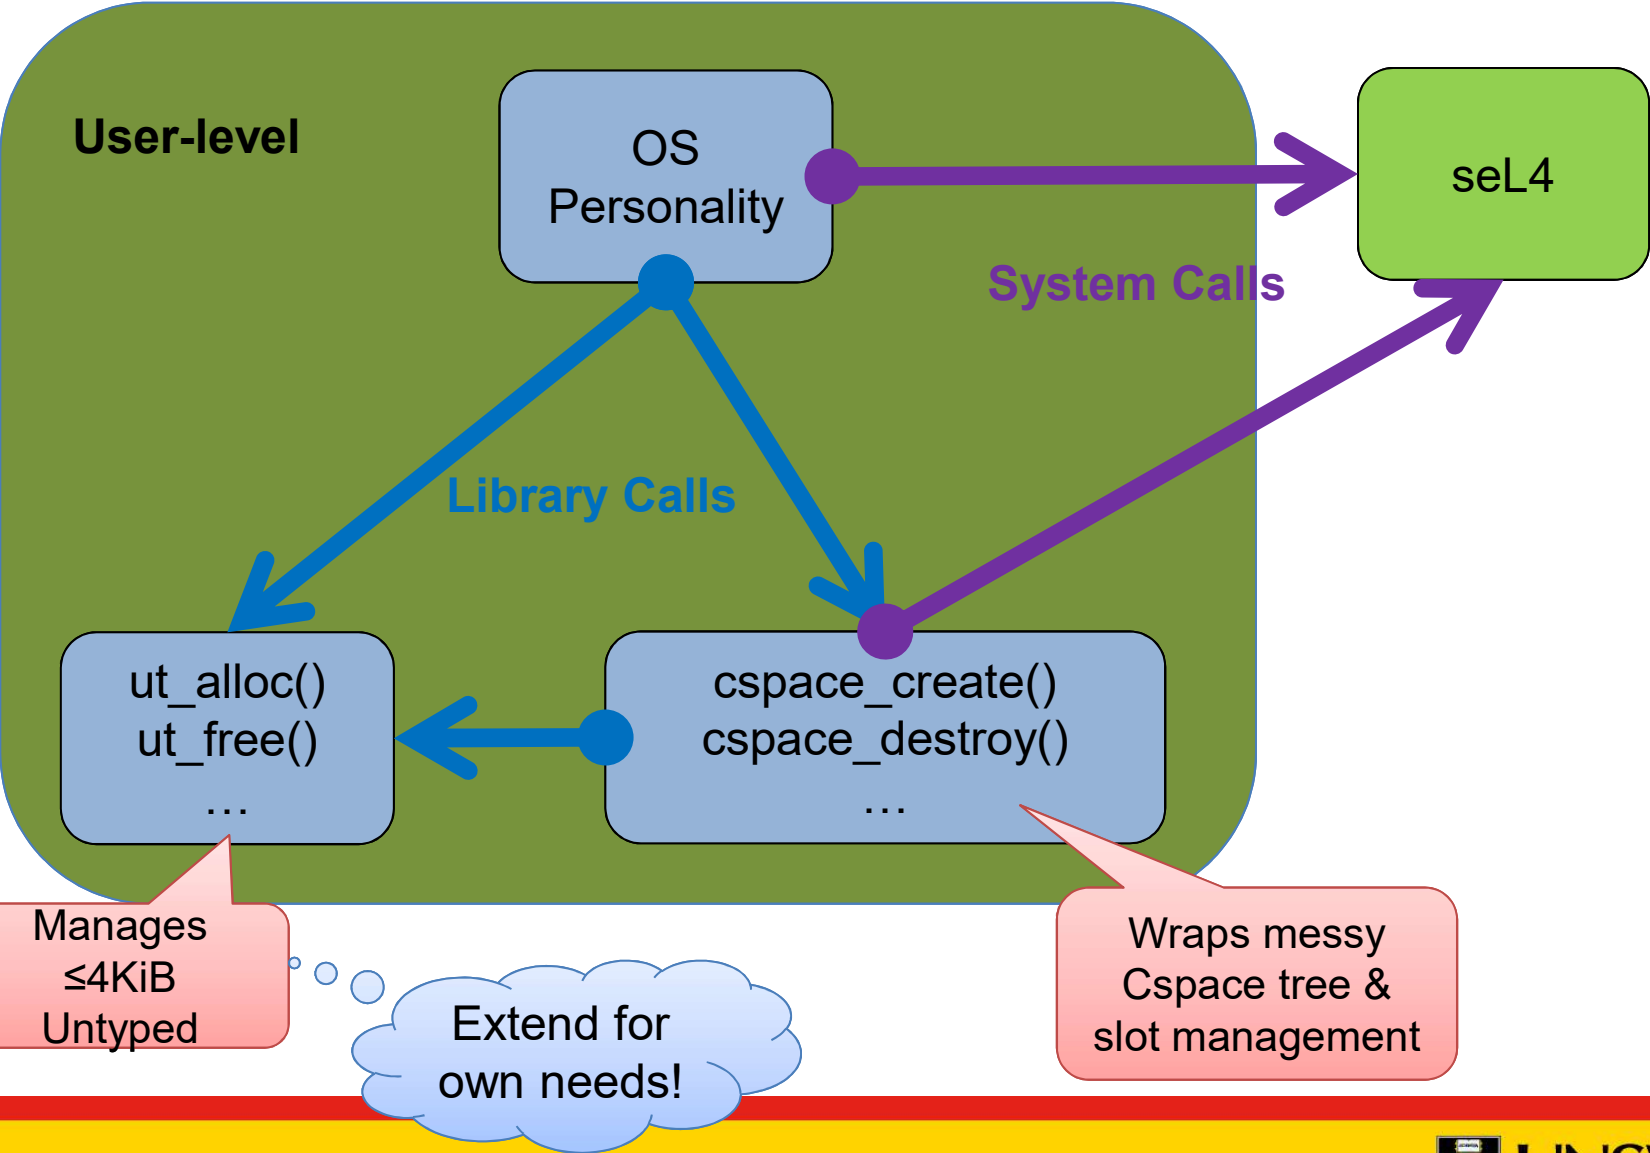 User-level
OS
Personality
seL4
System Calls
Library Calls
ut_alloc()
ut_free()
…
cspace_create()
cspace_destroy()
…
Manages
≤4KiB
Untyped
Extend for
own needs!
Wraps messy
Cspace tree &
slot management